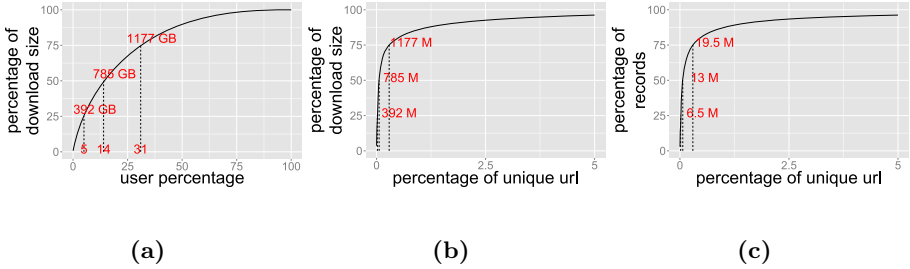 percentage of
download size
100
75
50
25
0
1177 GB
785 GB
392 GB
5
14
31
0
25
50
75
100
user percentage
(a)
percentage of
download size
100
75
50
25
0
1177 M
785 M
392 M
0
2.5
5
percentage of unique url
(b)
percentage of
records
100
75
50
25
0
19.5 M
13 M
6.5 M
0
2.5
5
percentage of unique url
(c)